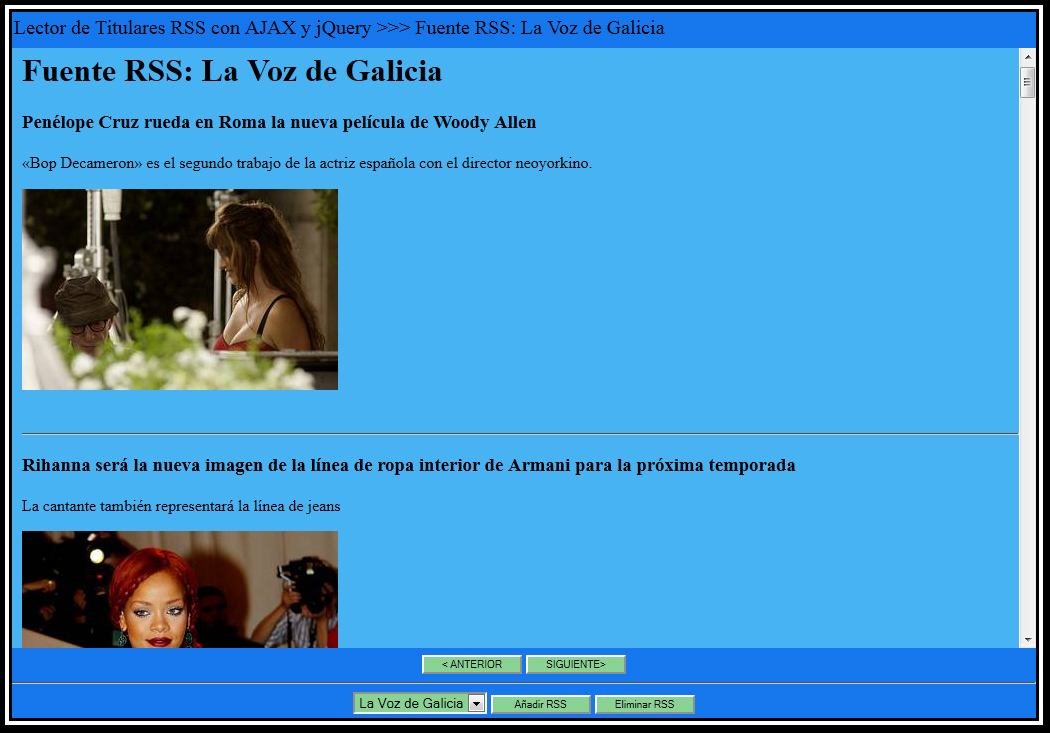 Lector de Titulares RSS con AJAX y jQuery >>> Fuente RSS: La Voz de Galicia
Fuente RSS: La Voz de Galicia
Penélope Cruz rueda en Roma la nueva película de Woody Allen
«Bop Decameron» es el segundo trabajo de la actriz española con el director neoyorkino.
Rihanna será la nueva imagen de la línea de ropa interior de Armani para la próxima temporada
La cantante también representará la línea de jeans
< ANTERIOR
SIGUIENTE>
La Voz de Galicia
Añadir RSS
Eliminar RSS